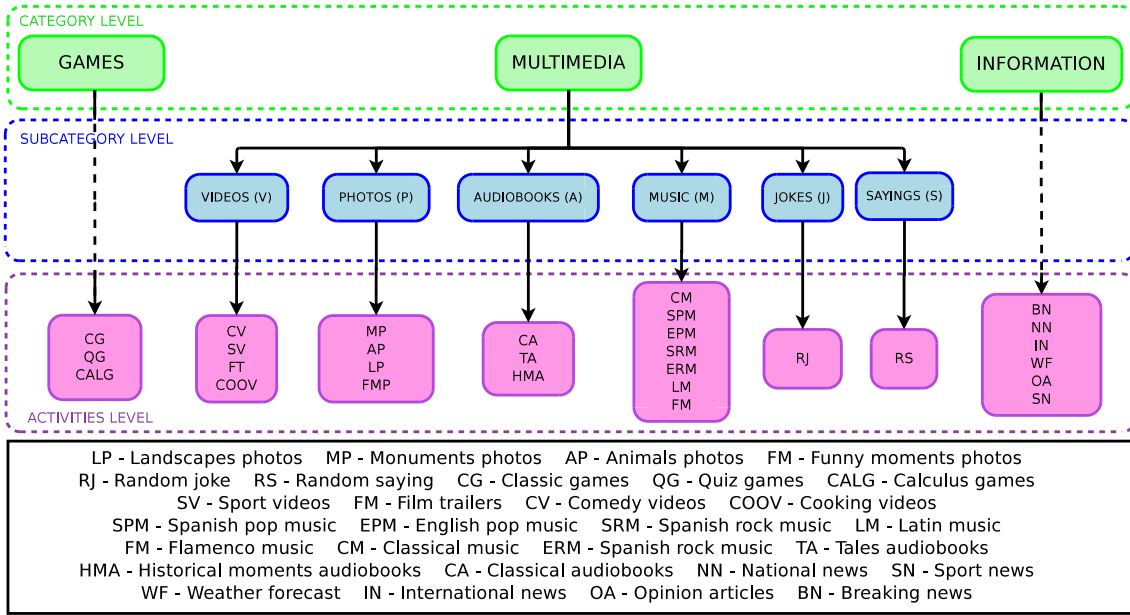 CATEGORY LEVEL
GAMES
MULTIMEDIA
INFORMATION
SUBCATEGORY LEVEL
VIDEOS (V)
PHOTOS (P)
AUDIOBOOKS (A)
MUSIC (M)
JOKES (J)
SAYINGS (S)
CG
QG
CALG
CV
SV
FT
COOV
MP
AP
LP
FMP
CA
TA
HMA
CM
SPM
EPM
SRM
ERM
LM
FM
RJ
RS
BN
NN
IN
WF
OA
SN
ACTIVITIES LEVEL
LP - Landscapes photos MP - Monuments photos AP - Animals photos FM - Funny moments photos
RJ - Random joke RS - Random saying CG - Classic games QG - Quiz games CALG - Calculus games
SV - Sport videos FM - Film trailers CV - Comedy videos COOV - Cooking videos
SPM - Spanish pop music EPM - English pop music SRM - Spanish rock music LM - Latin music
FM - Flamenco music CM - Classical music ERM - Spanish rock music TA - Tales audiobooks
HMA - Historical moments audiobooks CA - Classical audiobooks NN - National news SN - Sport news
WF - Weather forecast IN - International news OA - Opinion articles BN - Breaking news